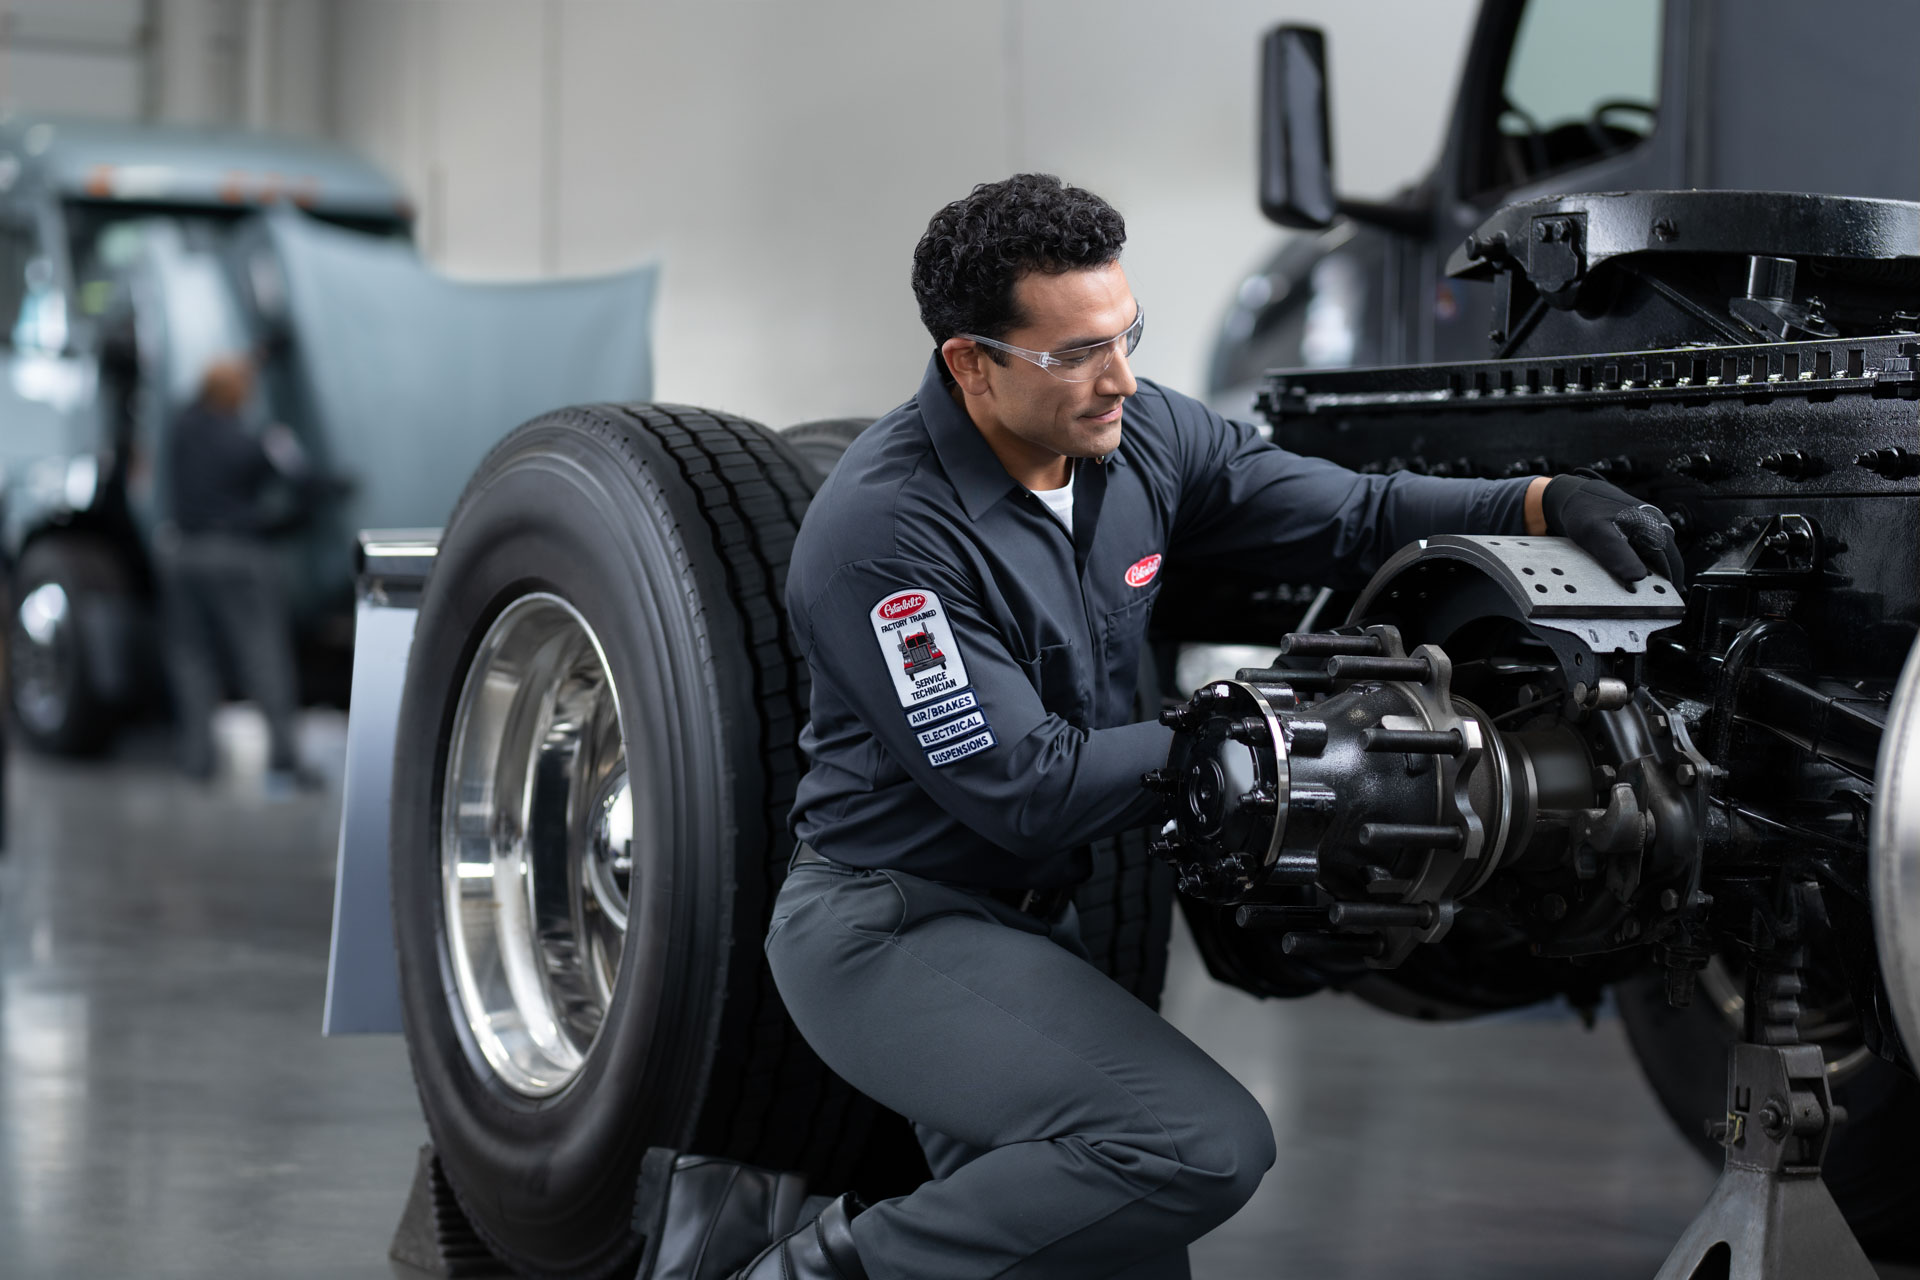 Peterbilt
Peterbilt
FACTORY TRAINED
SERVICE
TECHNICIAN
AIR/BRAKES
ELECTRICAL
SUSPENSIONS